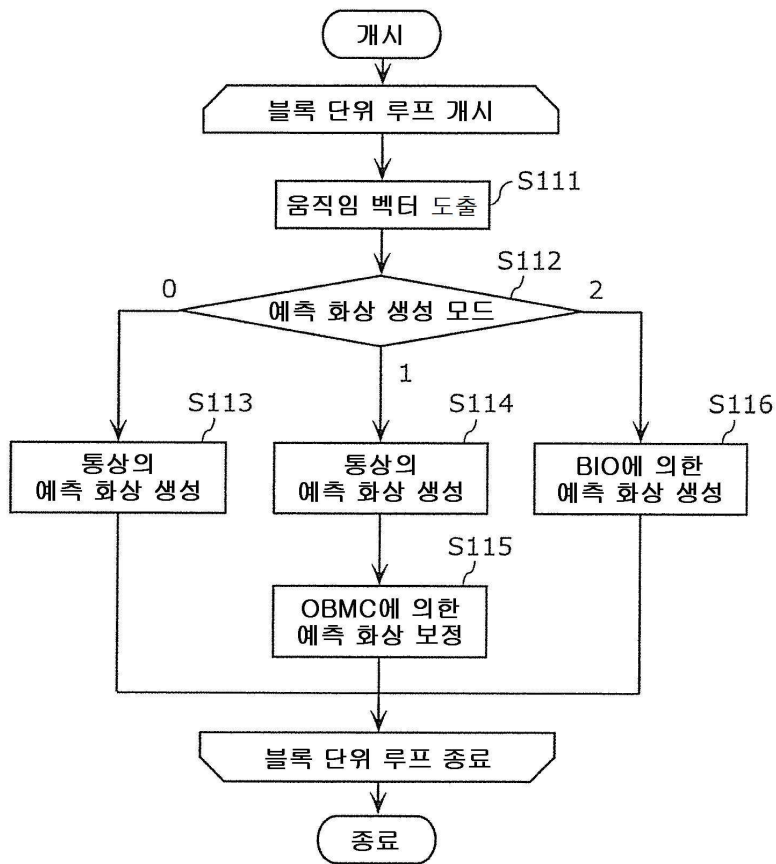 개시
블록 단위 루프 개시
S111
움직임 벡터 도출
S112
예측 화상 생성 모드
0
1
2
S113
통상의
예측 화상 생성
S114
통상의
예측 화상 생성
S116
BIO에 의한
예측 화상 생성
S115
OBMC에 의한
예측 화상 보정
블록 단위 루프 종료
종료